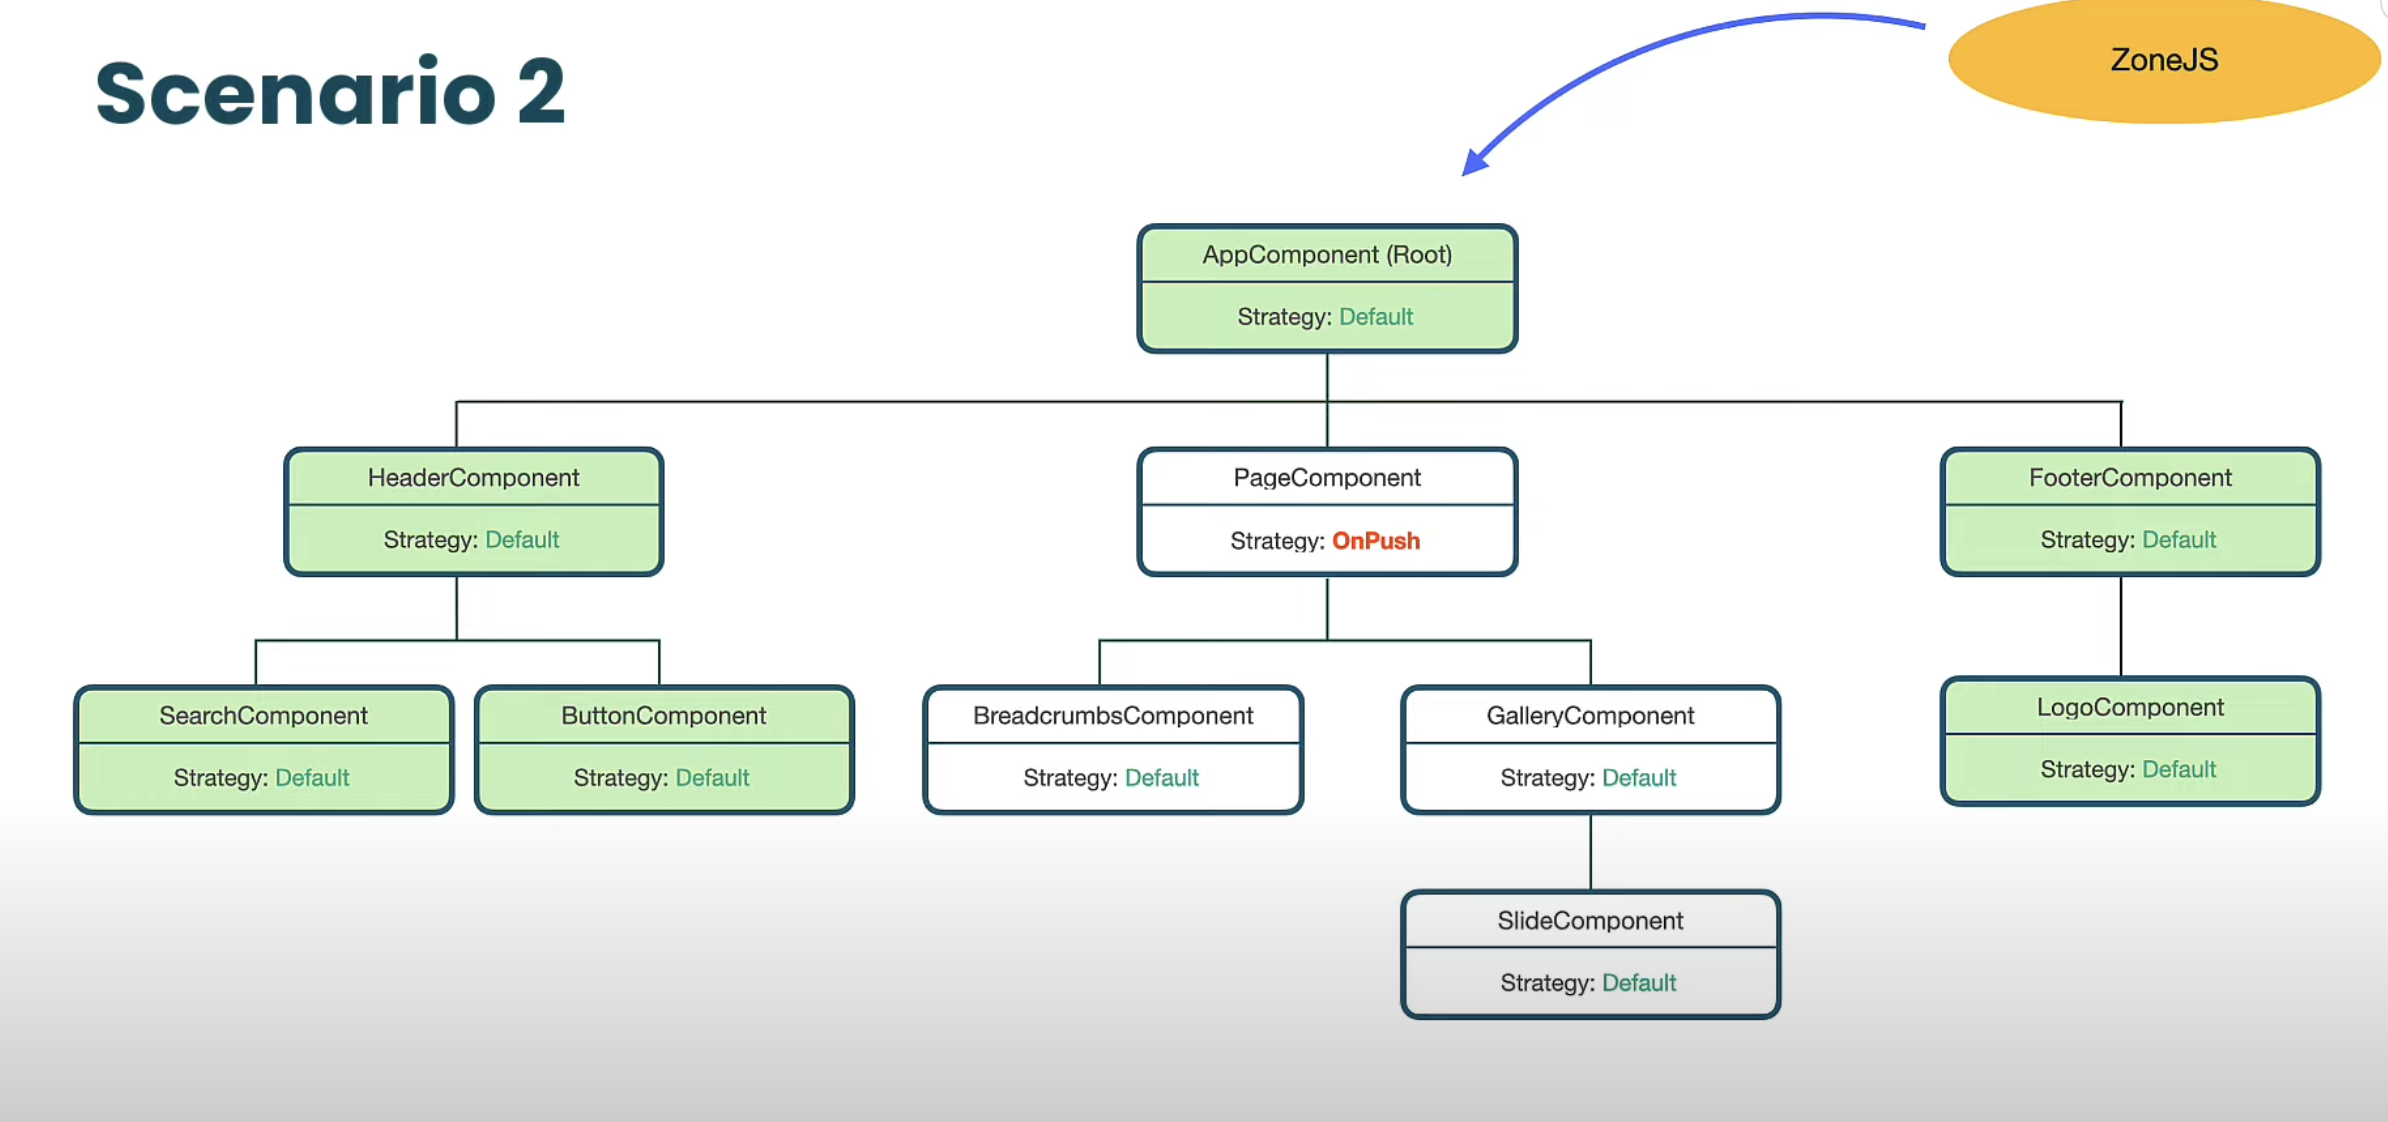 Scenario 2
ZoneJS
AppComponent (Root)
Strategy: Default
HeaderComponent
Strategy: Default
PageComponent
Strategy: OnPush
FooterComponent
Strategy: Default
SearchComponent
Strategy: Default
ButtonComponent
Strategy: Default
BreadcrumbsComponent
Strategy: Default
GalleryComponent
Strategy: Default
LogoComponent
Strategy: Default
SlideComponent
Strategy: Default